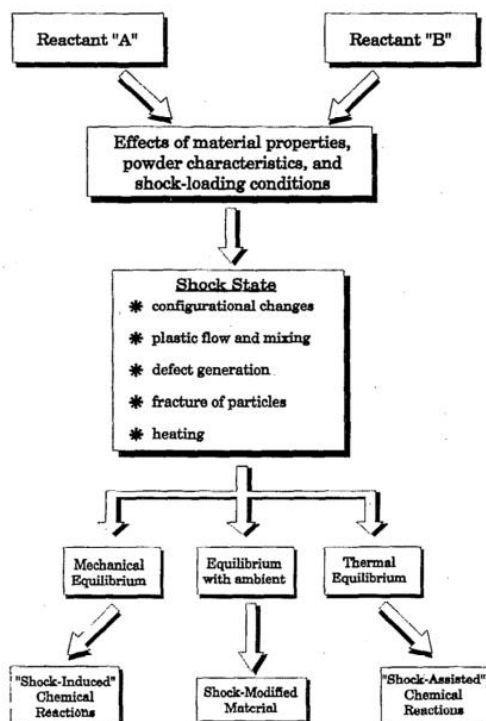 Reactant "A"
Reactant "B"
Effects of material properties,
powder characteristics, and
shock-loading conditions
Shock State
✱ configurational changes
✱ plastic flow and mixing
✱ defect generation
✱ fracture of particles
✱ heating
Mechanical
Equilibrium
Equilibrium
with ambient
Thermal
Equilibrium
"Shock-Induced"
Chemical
Reactions
Shock-Modified
Material
"Shock-Assisted"
Chemical
Reactions